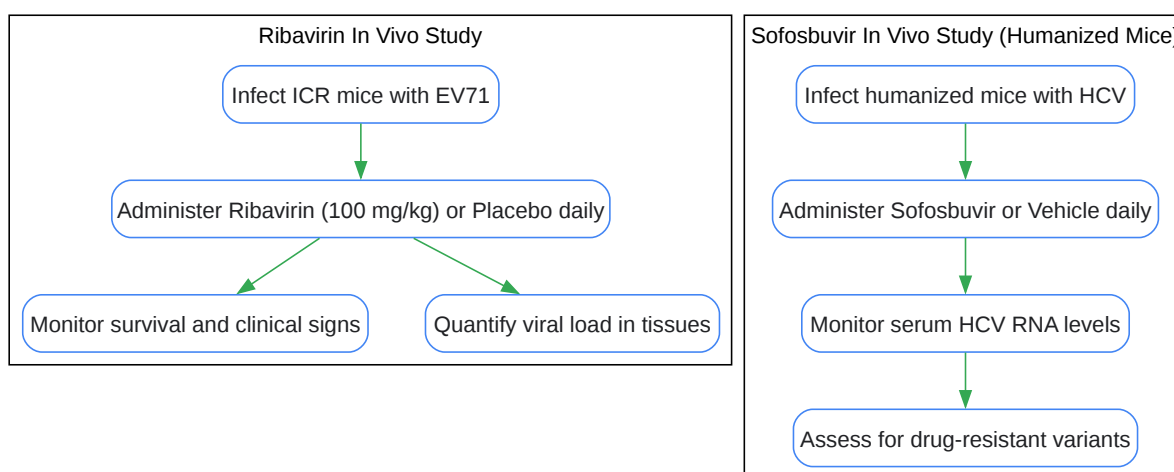 Ribavirin In Vivo Study
Infect ICR mice with EV71
Administer Ribavirin (100 mg/kg) or Placebo daily
Monitor survival and clinical signs
Quantify viral load in tissues
Sofosbuvir In Vivo Study (Humanized Mice)
Infect humanized mice with HCV
Administer Sofosbuvir or Vehicle daily
Monitor serum HCV RNA levels
Assess for drug-resistant variants